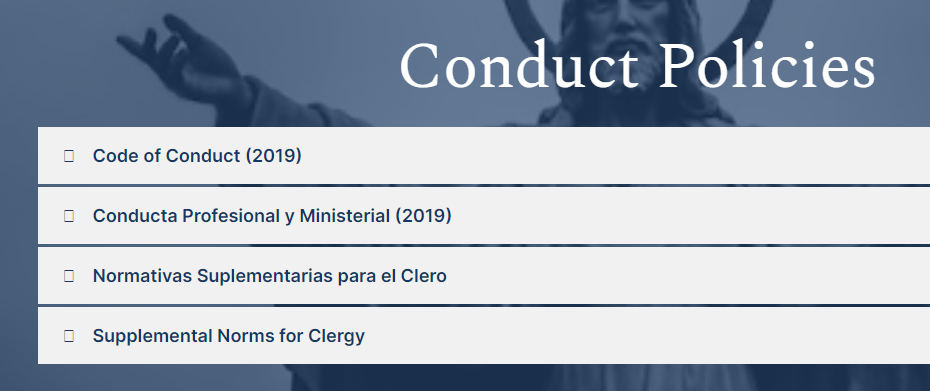 Conduct Policies
Code of Conduct (2019)
Conducta Profesional y Ministerial (2019)
Normativas Suplementarias para el Clero
Supplemental Norms for Clergy